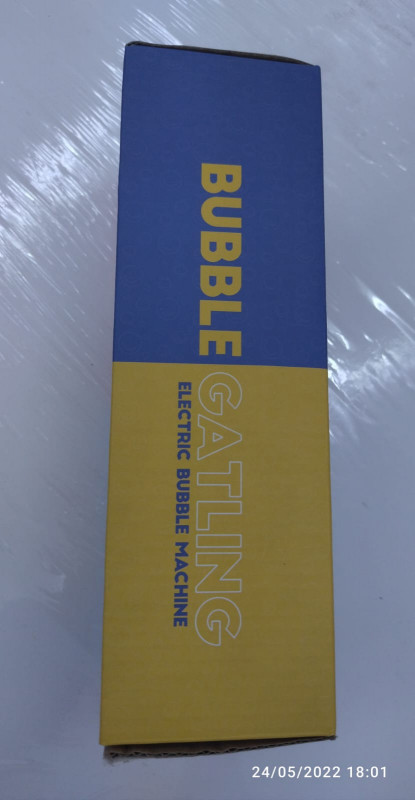 BUBBLE GATLING
ELECTRIC BUBBLE MACHINE
24/05/2022 18:01